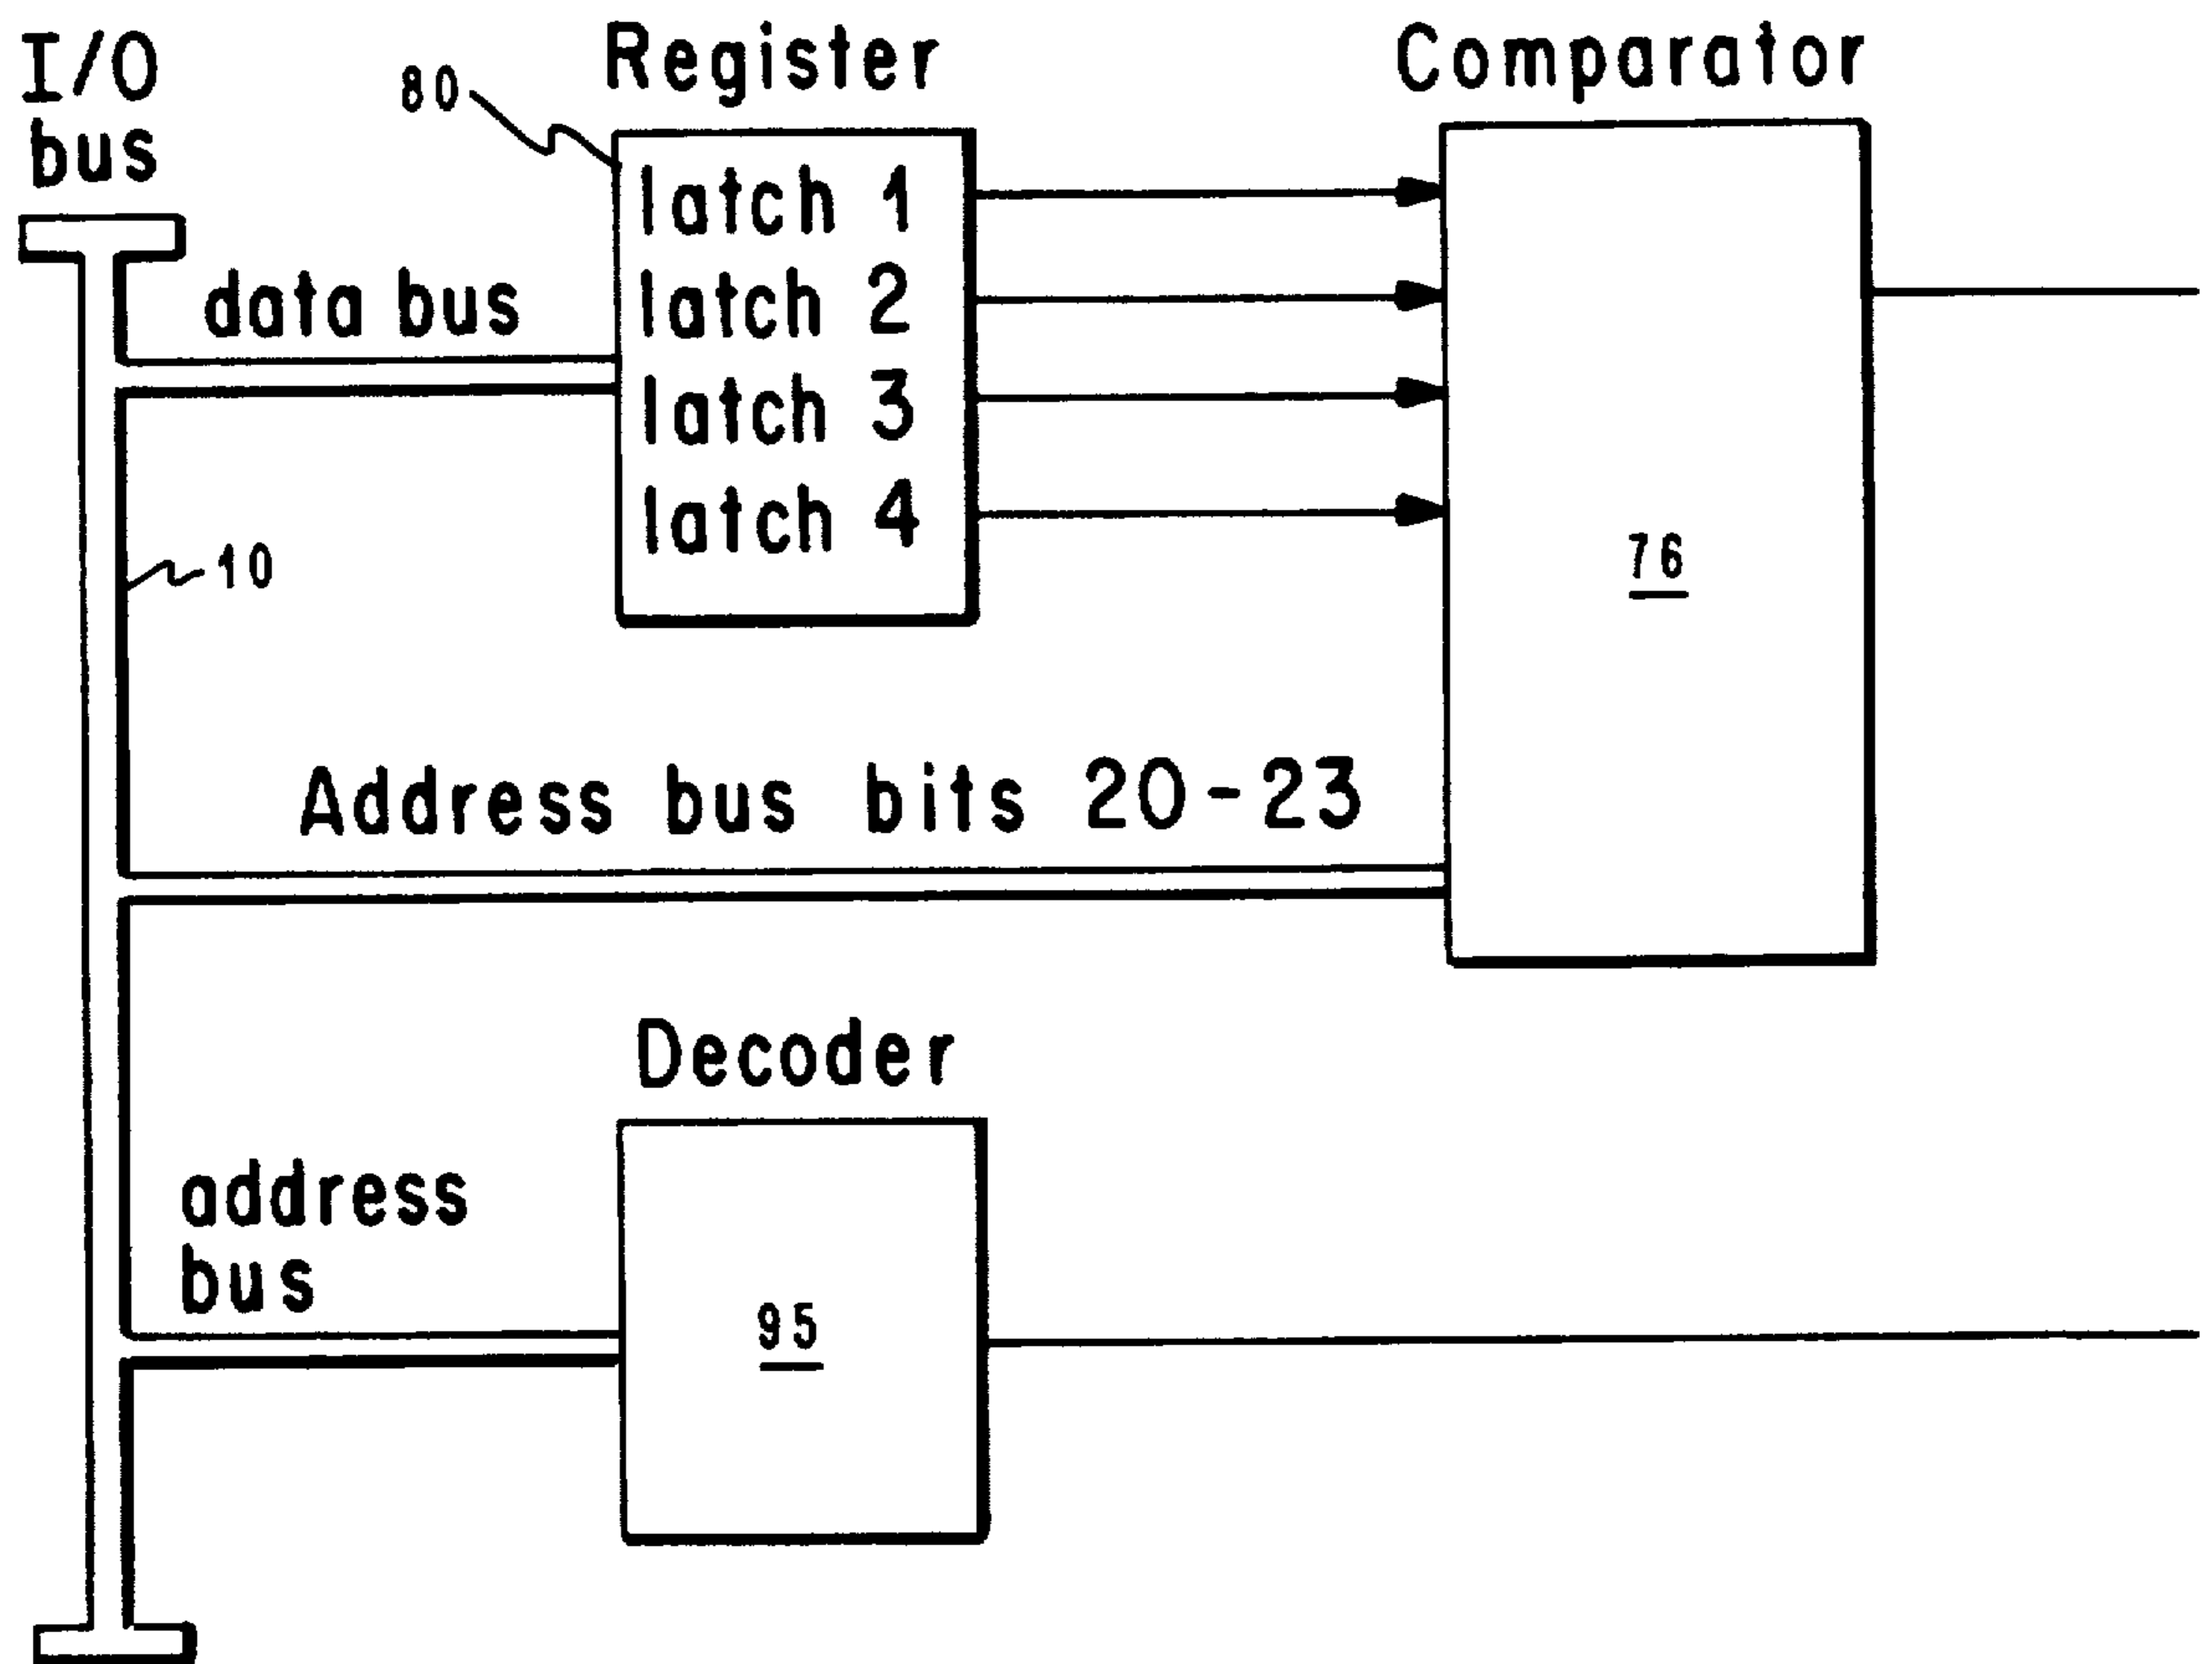 I/O
bus
80
Register
Comparator
latch 1
latch 2
latch 3
latch 4
data bus
10
76
Address bus bits 20-23
Decoder
address
bus
95